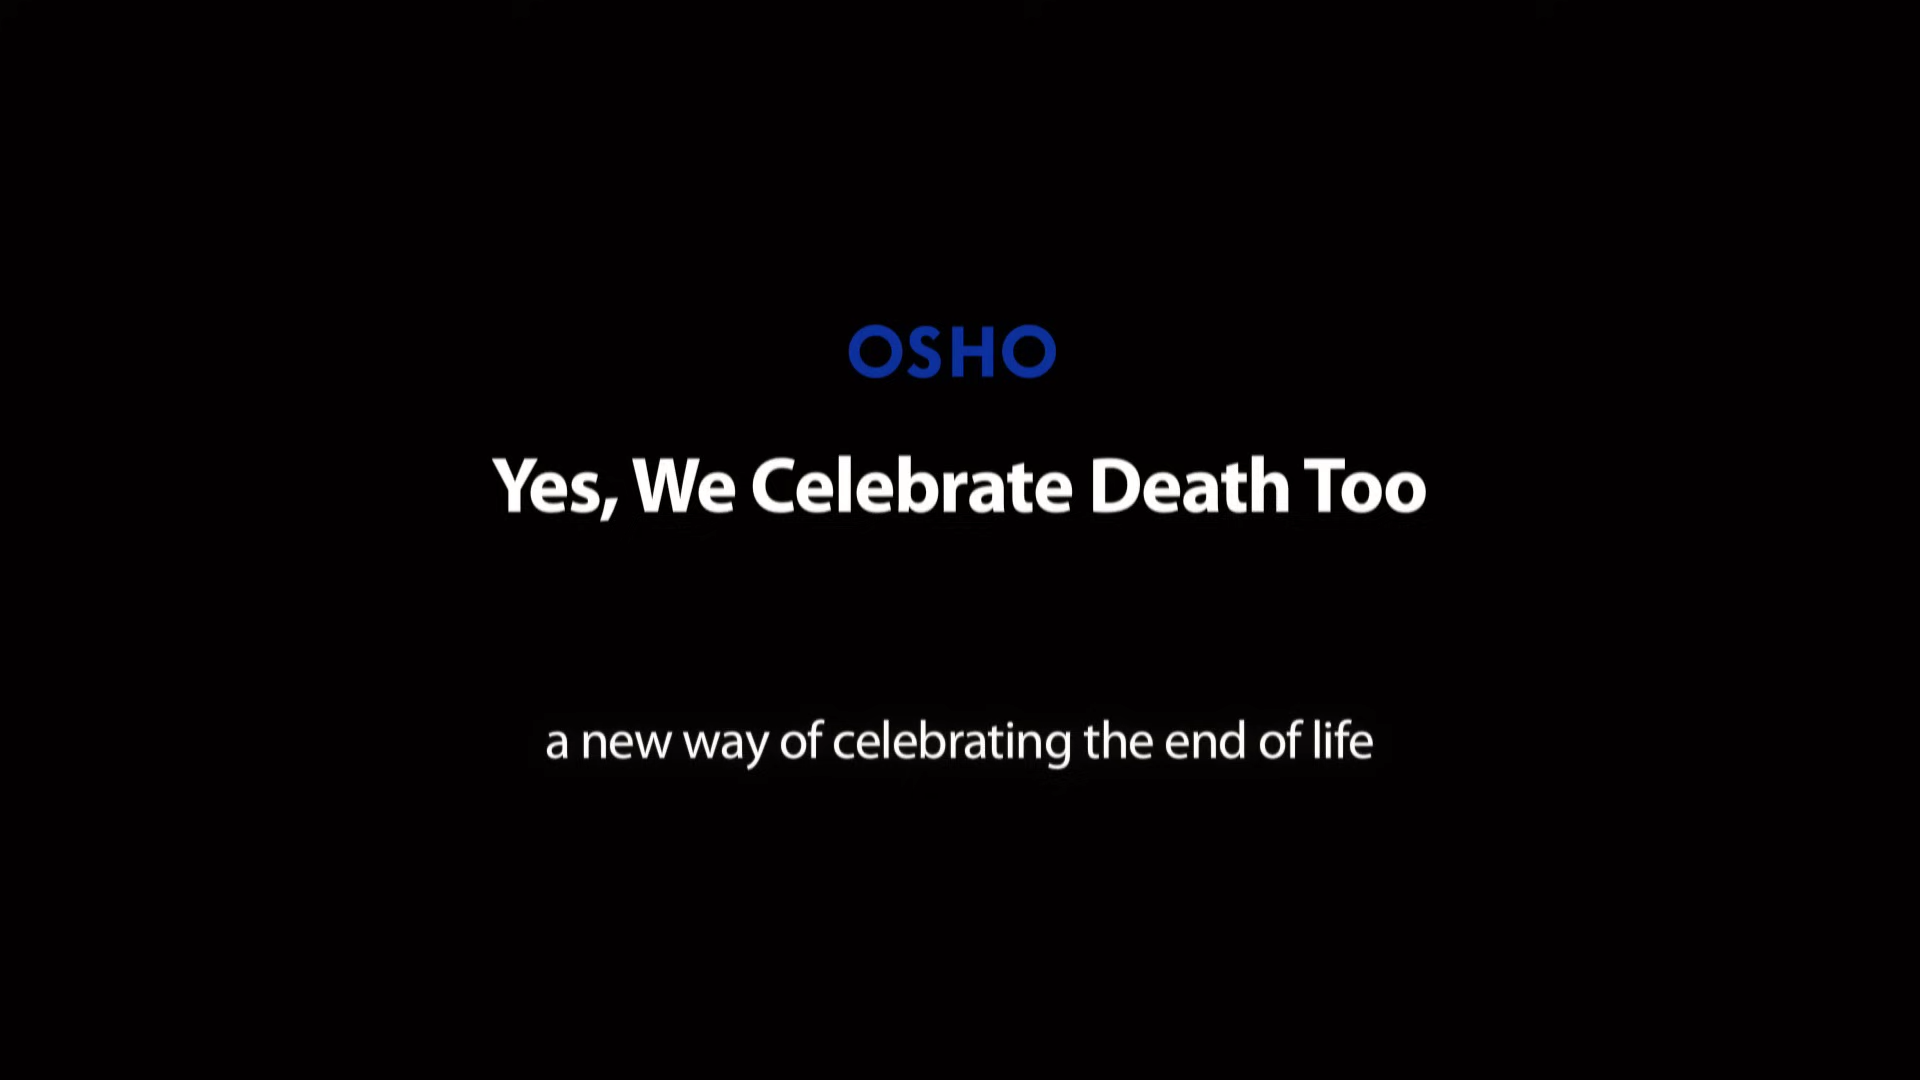 OSHO
Yes, We Celebrate Death Too
a new way of celebrating the end of life